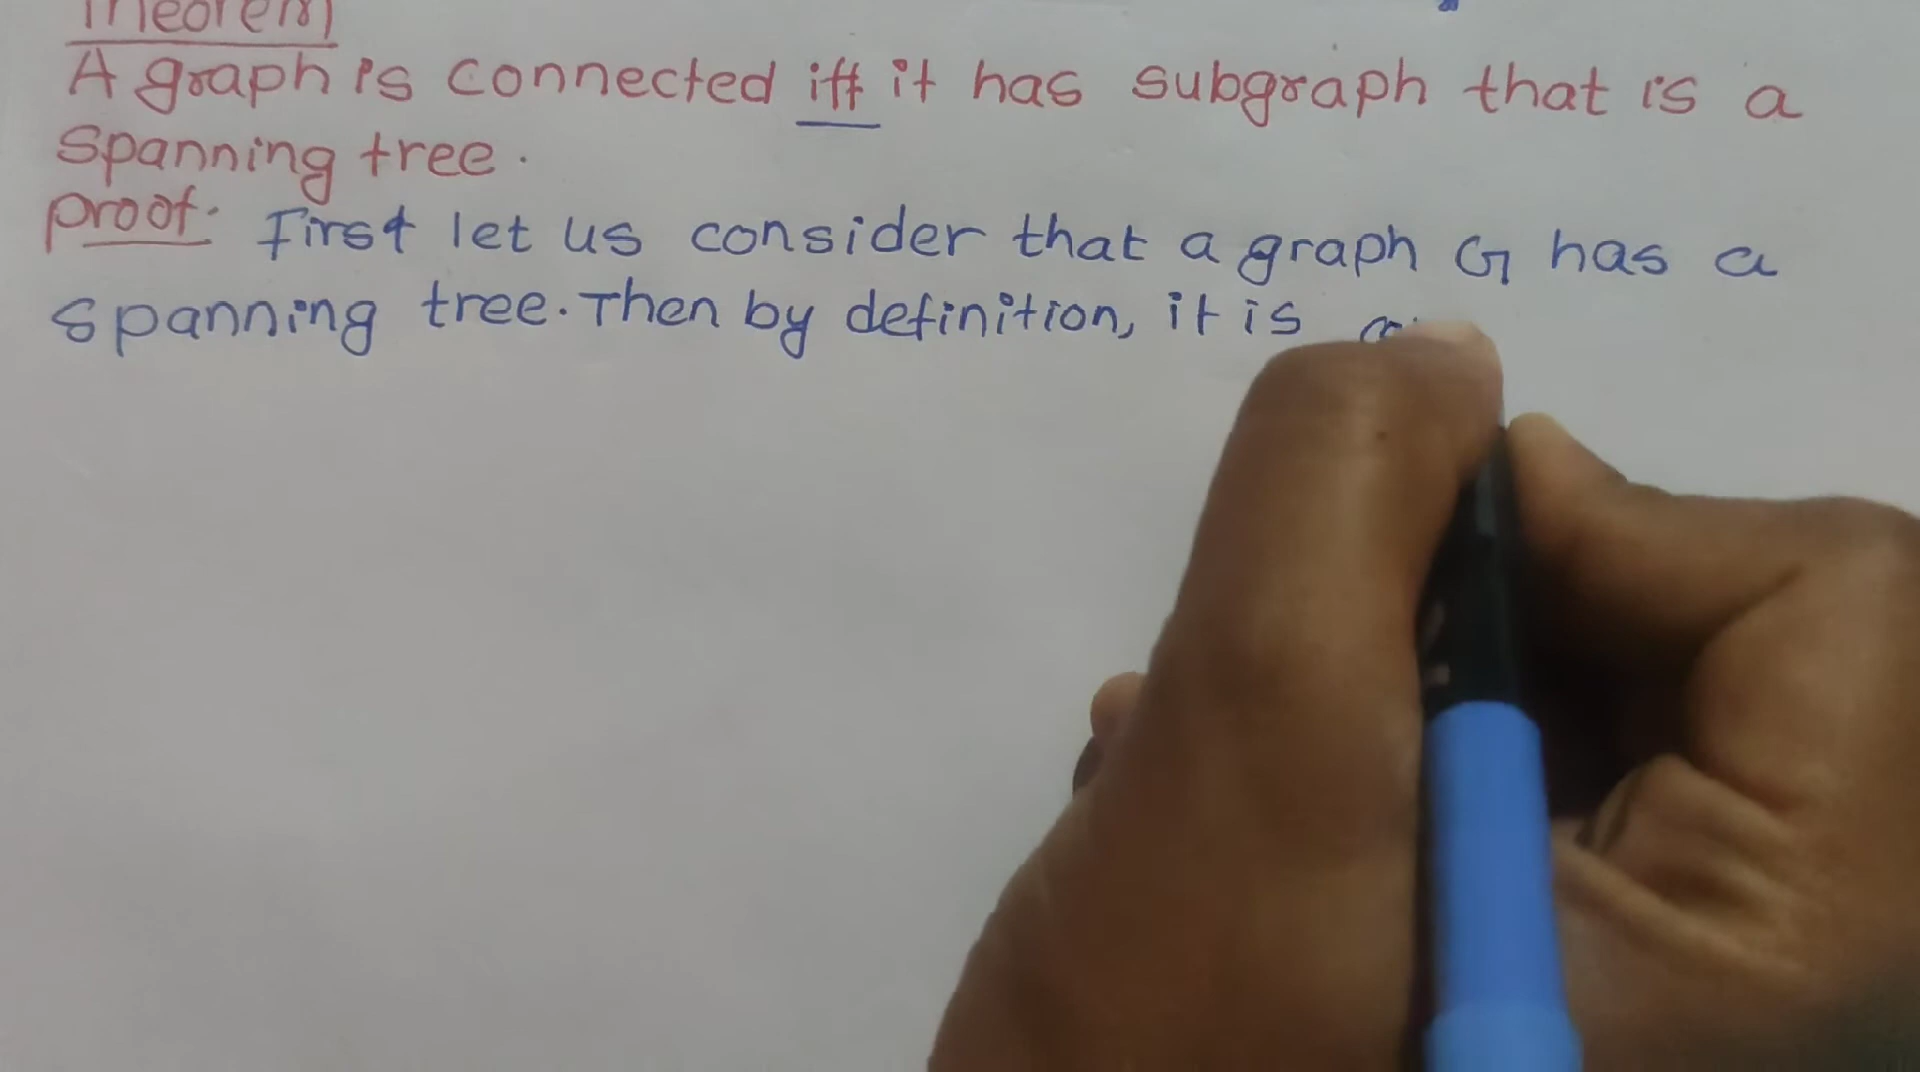 Theorem
A graph is connected iff it has subgraph that is a
spanning tree.
proof. First let us consider that a graph G has a
spanning tree. Then by definition, it is